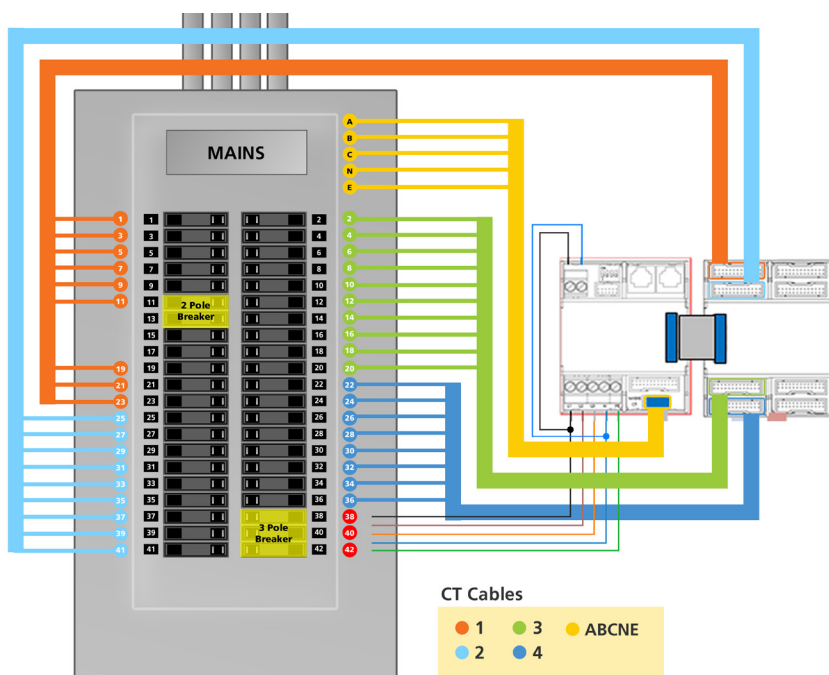 A
B
C
N
E
MAINS
1 1 2 2
3 3 4 4
5 5 6 6
7 7 8 8
9 9 10 10
11 11 2 Pole 12 12
13 Breaker 14 14
15 16 16
17 18 18
19 19 20 20
21 21 22 22
23 23 24 24
25 25 26 26
27 27 28 28
29 29 30 30
31 31 32 32
33 33 34 34
35 35 36 36
37 37 38 38
39 39 3 Pole 40 40
41 41 Breaker 42 42
CT Cables
1 3 ABCNE
2 4